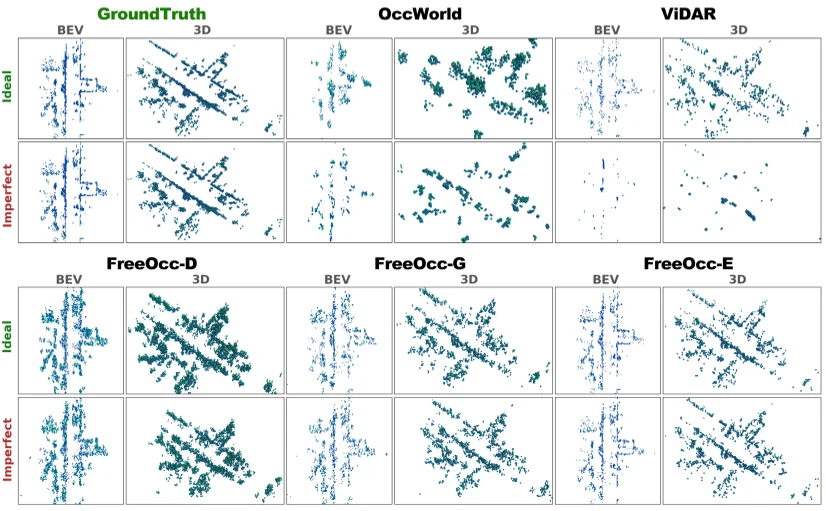 GroundTruth OccWorld ViDAR
BEV 3D BEV 3D BEV 3D
Ideal
Imperfect
FreeOcc-D FreeOcc-G FreeOcc-E
BEV 3D BEV 3D BEV 3D
Ideal
Imperfect